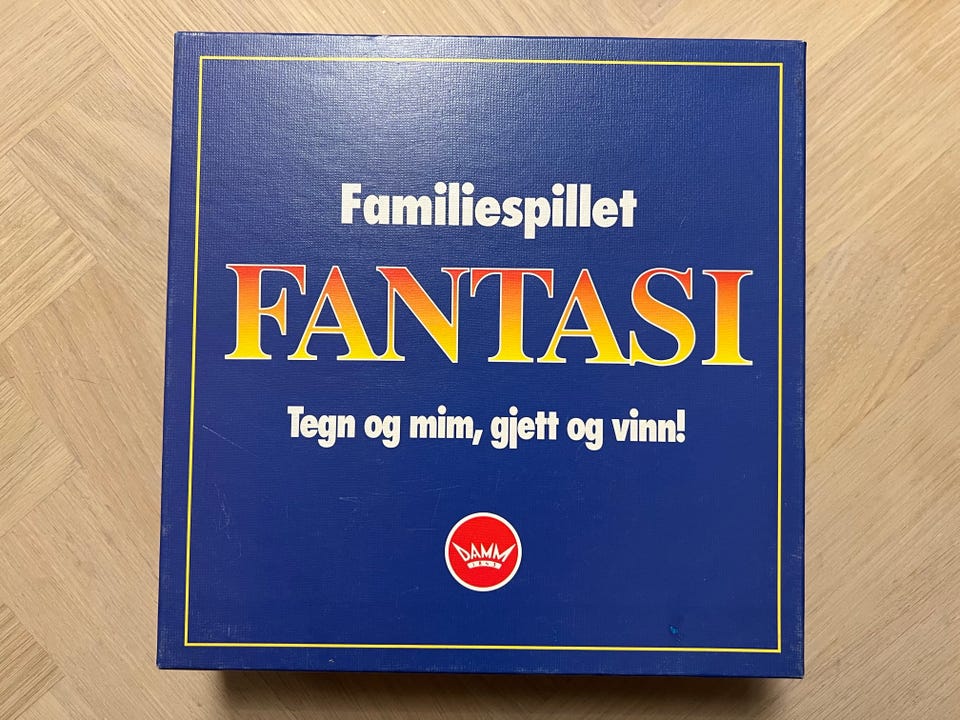 Familiespillet
FANTASI
Tegn og mim, gjett og vinn!
DAMM